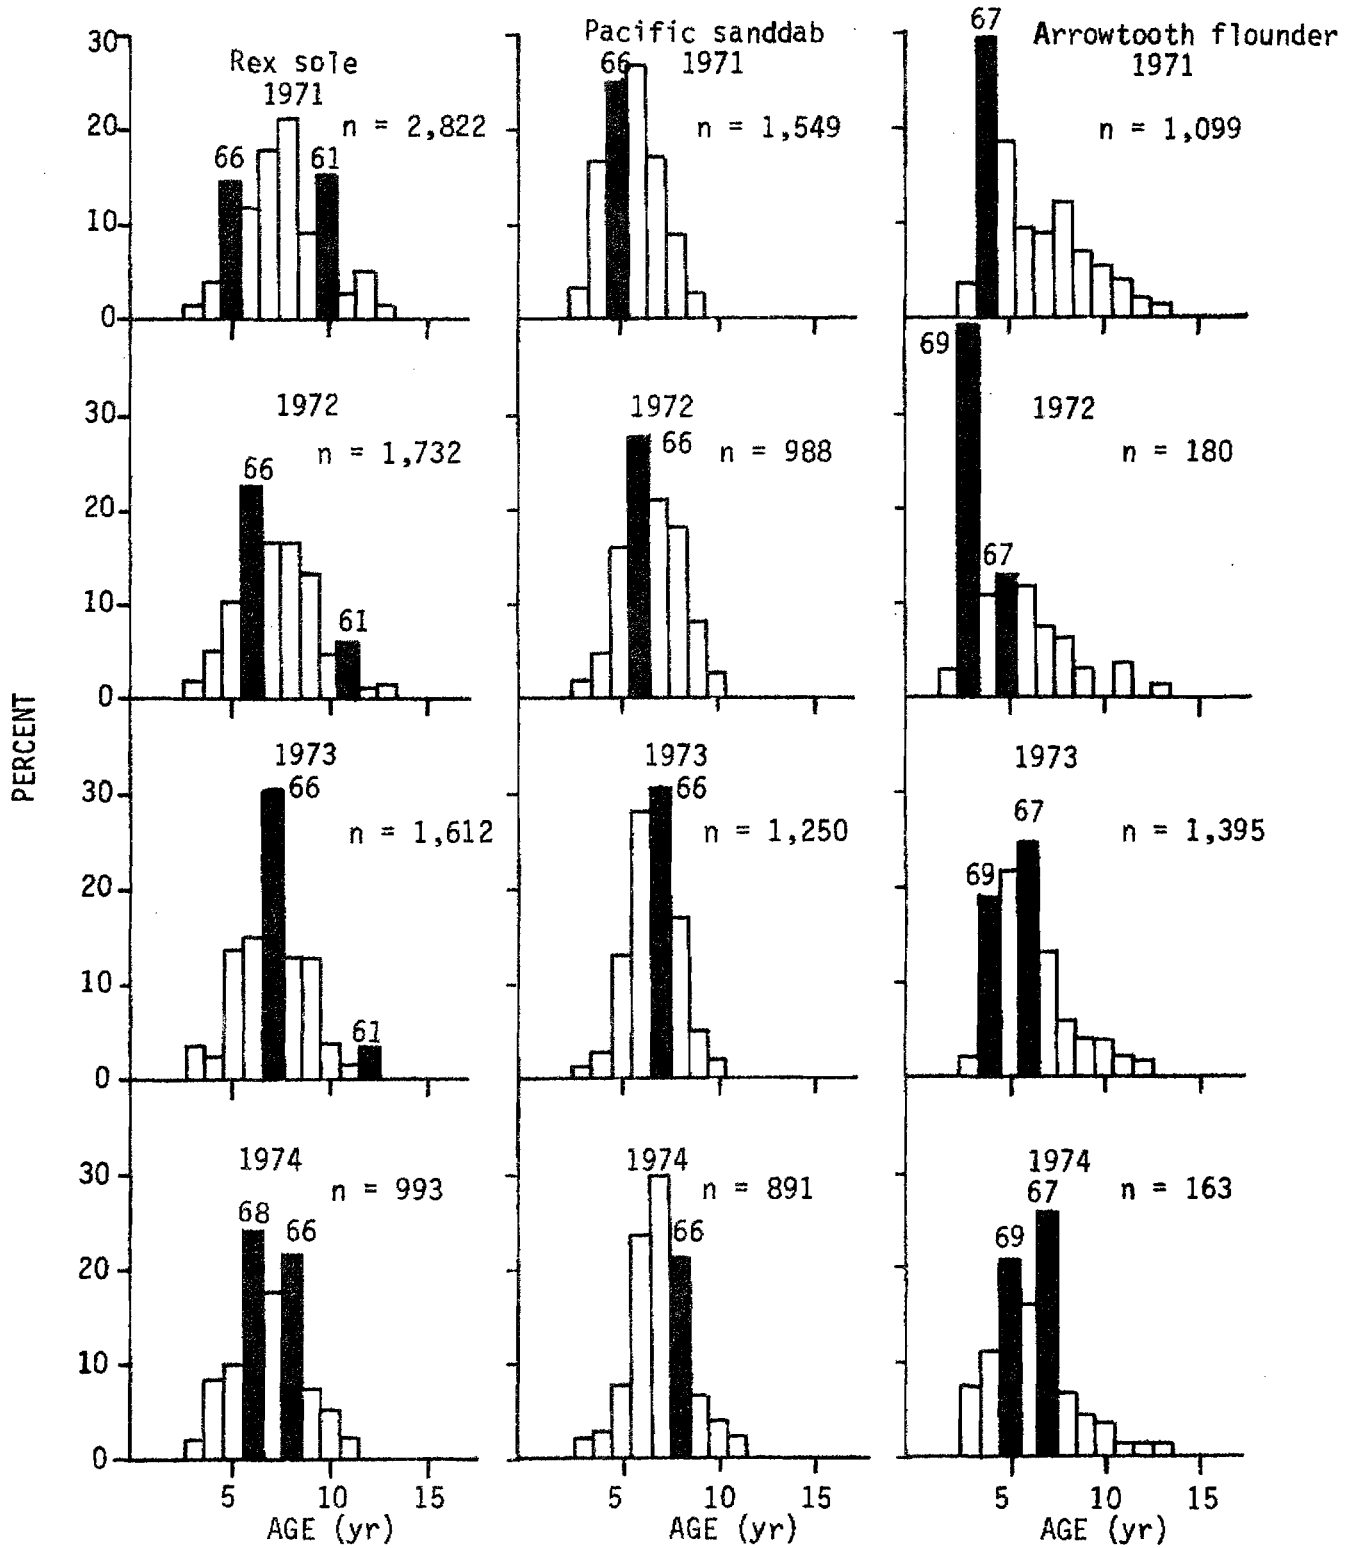 PERCENT
Rex sole
1971
n = 2,822
30
20
10
0
66
61
Pacific sanddab
1971
n = 1,549
66
Arrowtooth flounder
1971
n = 1,099
67
1972
n = 1,732
30
20
10
0
66
61
1972
n = 988
66
1972
n = 180
69
67
1973
n = 1,612
30
20
10
0
66
61
1973
n = 1,250
66
1973
n = 1,395
69
67
1974
n = 993
30
20
10
0
68
66
5 10 15
AGE (yr)
1974
n = 891
66
5 10 15
AGE (yr)
1974
n = 163
69
67
5 10 15
AGE (yr)